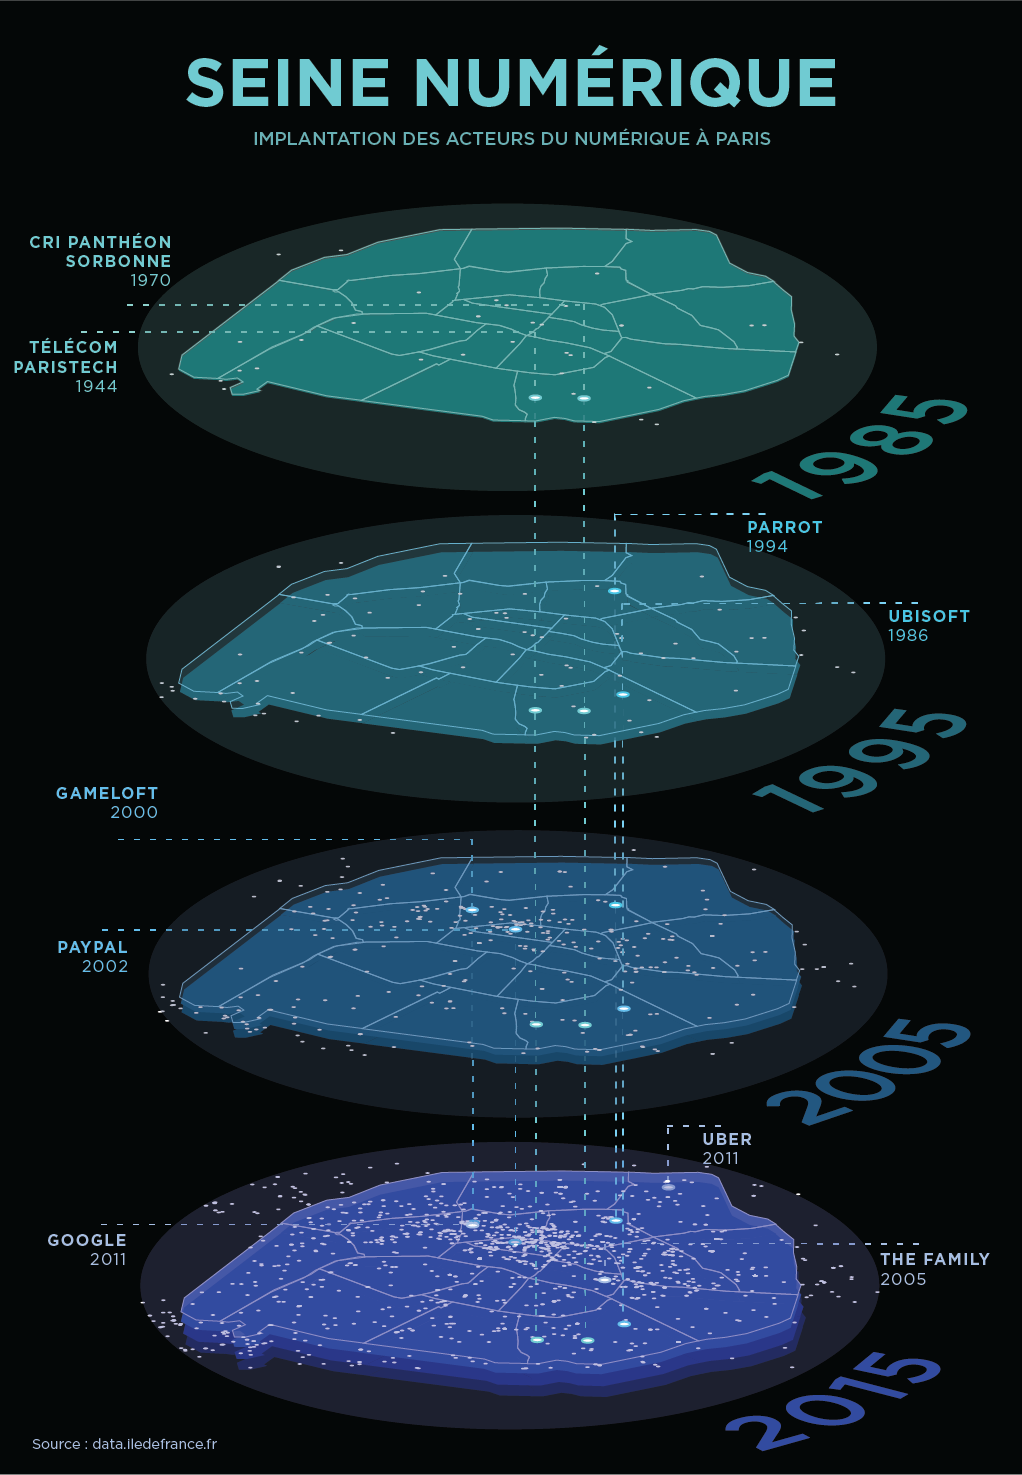 SEINE NUMÉRIQUE
IMPLANTATION DES ACTEURS DU NUMÉRIQUE À PARIS
CRI PANTHÉON
SORBONNE
1970
TÉLÉCOM
PARISTECH
1944
1985
PARROT
1994
UBISOFT
1986
1995
GAMELOFT
2000
PAYPAL
2002
2005
UBER
2011
GOOGLE
2011
THE FAMILY
2005
2015
Source : data.iledefrance.fr